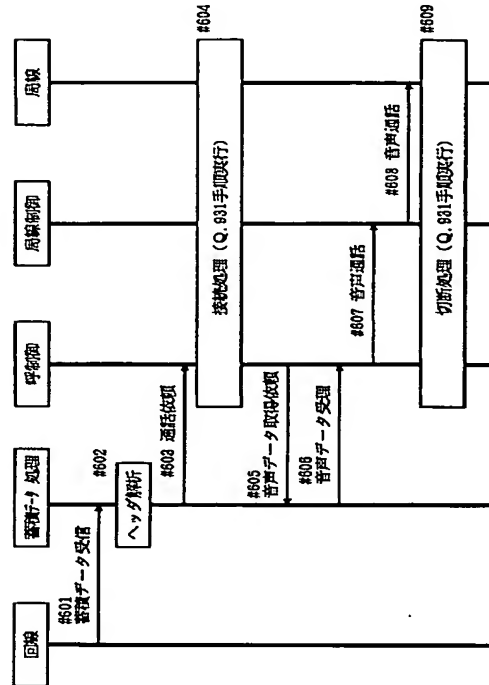 回線
蓄積ﾃﾞｰﾀ 処理
呼制御
局線制御
局線
#601
蓄積データ受信
#602
ヘッダ解析
#603 通話依頼
#604
接続処理(Q.931手順実行)
#605
音声データ取得依頼
#606
音声データ受理
#607 音声通話
#608 音声通話
#609
切断処理(Q.931手順実行)